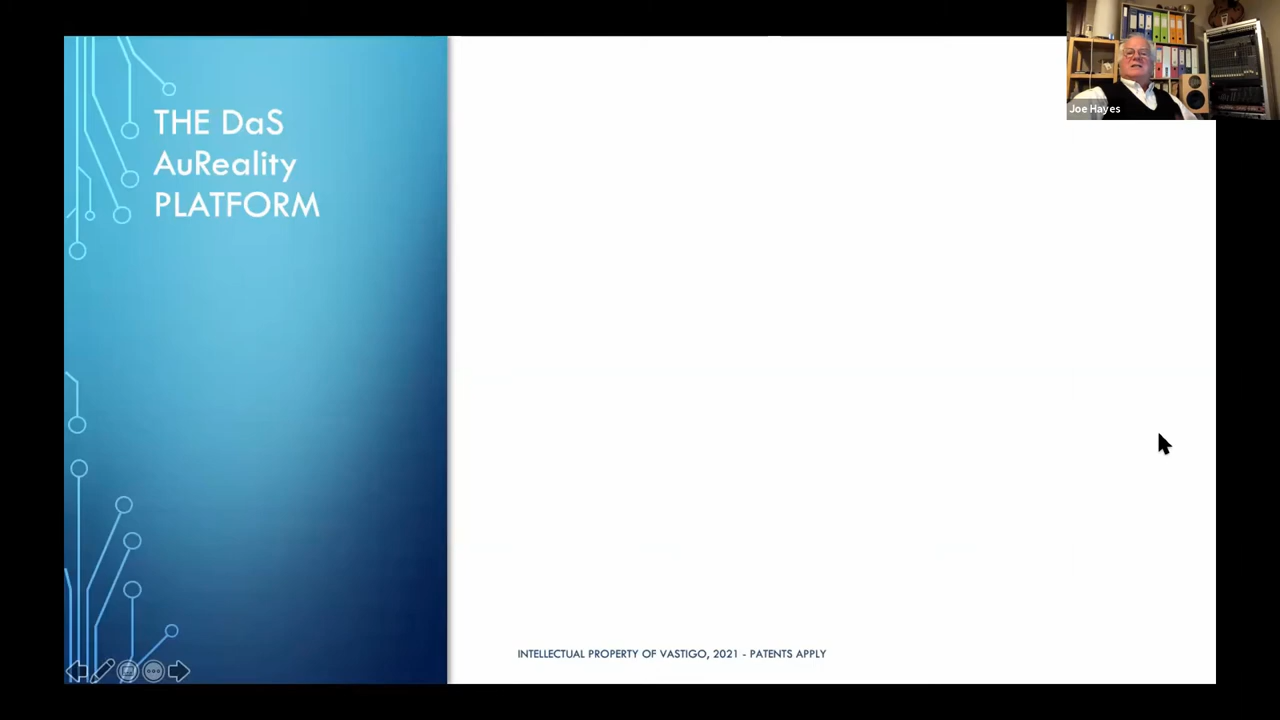 THE DaS
AuReality
PLATFORM
Joe Hayes
INTELLECTUAL PROPERTY OF VASTIGO, 2021 - PATENTS APPLY